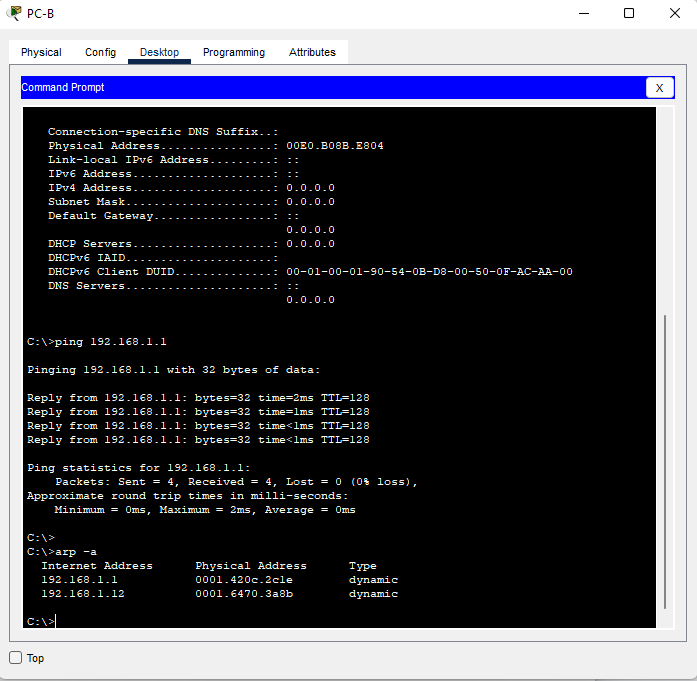 PC-B
Physical Config Desktop Programming Attributes
Command Prompt X
Connection-specific DNS Suffix..:
Physical Address................: 00E0.B08B.E804
Link-local IPv6 Address.........: ::
IPv6 Address....................: ::
IPv4 Address....................: 0.0.0.0
Subnet Mask.....................: 0.0.0.0
Default Gateway.................: ::
0.0.0.0
DHCP Servers....................: 0.0.0.0
DHCPv6 IAID.....................:
DHCPv6 Client DUID..............: 00-01-00-01-90-54-0B-D8-00-50-0F-AC-AA-00
DNS Servers.....................: ::
0.0.0.0
C:\>ping 192.168.1.1
Pinging 192.168.1.1 with 32 bytes of data:
Reply from 192.168.1.1: bytes=32 time=2ms TTL=128
Reply from 192.168.1.1: bytes=32 time=1ms TTL=128
Reply from 192.168.1.1: bytes=32 time<1ms TTL=128
Reply from 192.168.1.1: bytes=32 time<1ms TTL=128
Ping statistics for 192.168.1.1:
Packets: Sent = 4, Received = 4, Lost = 0 (0% loss),
Approximate round trip times in milli-seconds:
Minimum = 0ms, Maximum = 2ms, Average = 0ms
C:\>
C:\>arp -a
Internet Address Physical Address Type
192.168.1.1 0001.420c.2c1e dynamic
192.168.1.12 0001.6470.3a8b dynamic
C:\>
Top